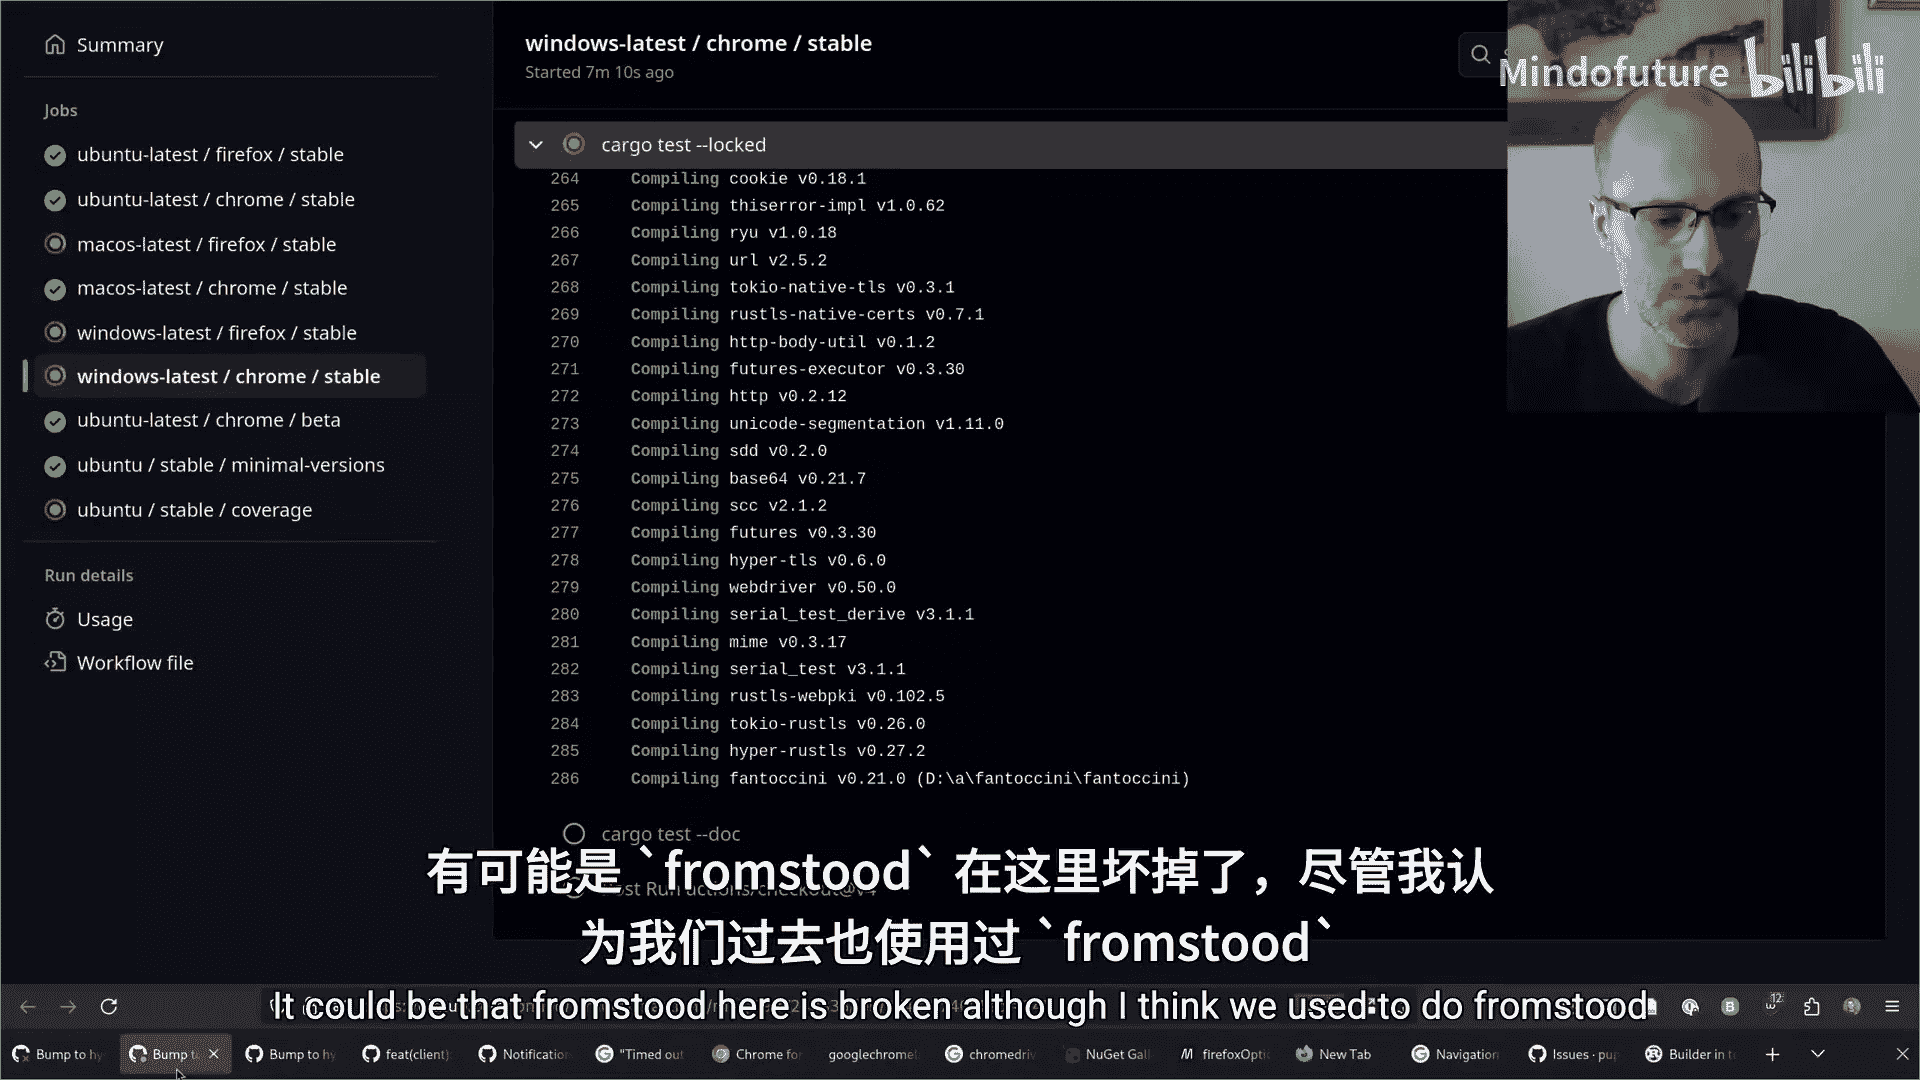 Summary
Jobs
ubuntu-latest / firefox / stable
ubuntu-latest / chrome / stable
macos-latest / firefox / stable
macos-latest / chrome / stable
windows-latest / firefox / stable
windows-latest / chrome / stable
ubuntu-latest / chrome / beta
ubuntu / stable / minimal-versions
ubuntu / stable / coverage
Run details
Usage
Workflow file
windows-latest / chrome / stable
Started 7m 10s ago
Mindofuture bilibili
cargo test --locked
264 Compiling cookie v0.18.1
265 Compiling thiserror-impl v1.0.62
266 Compiling ryu v1.0.18
267 Compiling url v2.5.2
268 Compiling tokio-native-tls v0.3.1
269 Compiling rustls-native-certs v0.7.1
270 Compiling http-body-util v0.1.2
271 Compiling futures-executor v0.3.30
272 Compiling http v0.2.12
273 Compiling unicode-segmentation v1.11.0
274 Compiling sdd v0.2.0
275 Compiling base64 v0.21.7
276 Compiling scc v2.1.2
277 Compiling futures v0.3.30
278 Compiling hyper-tls v0.6.0
279 Compiling webdriver v0.50.0
280 Compiling serial_test_derive v3.1.1
281 Compiling mime v0.3.17
282 Compiling serial_test v3.1.1
283 Compiling rustls-webpki v0.102.5
284 Compiling tokio-rustls v0.26.0
285 Compiling hyper-rustls v0.27.2
286 Compiling fantoccini v0.21.0 (D:\a\fantoccini\fantoccini)
cargo test --doc
Run actions/checkout@v4
有可能是 `fromstood` 在这里坏掉了，尽管我认
为我们过去也使用过 `fromstood`
It could be that fromstood here is broken although I think we used to do fromstood
12
Bump to hy
Bump t
Bump to hy
feat(client)
Notification
"Timed out
Chrome for
googlechromel
chromedriv
NuGet Gall
firefoxOptio
New Tab
Navigation
Issues · pup
Builder in t